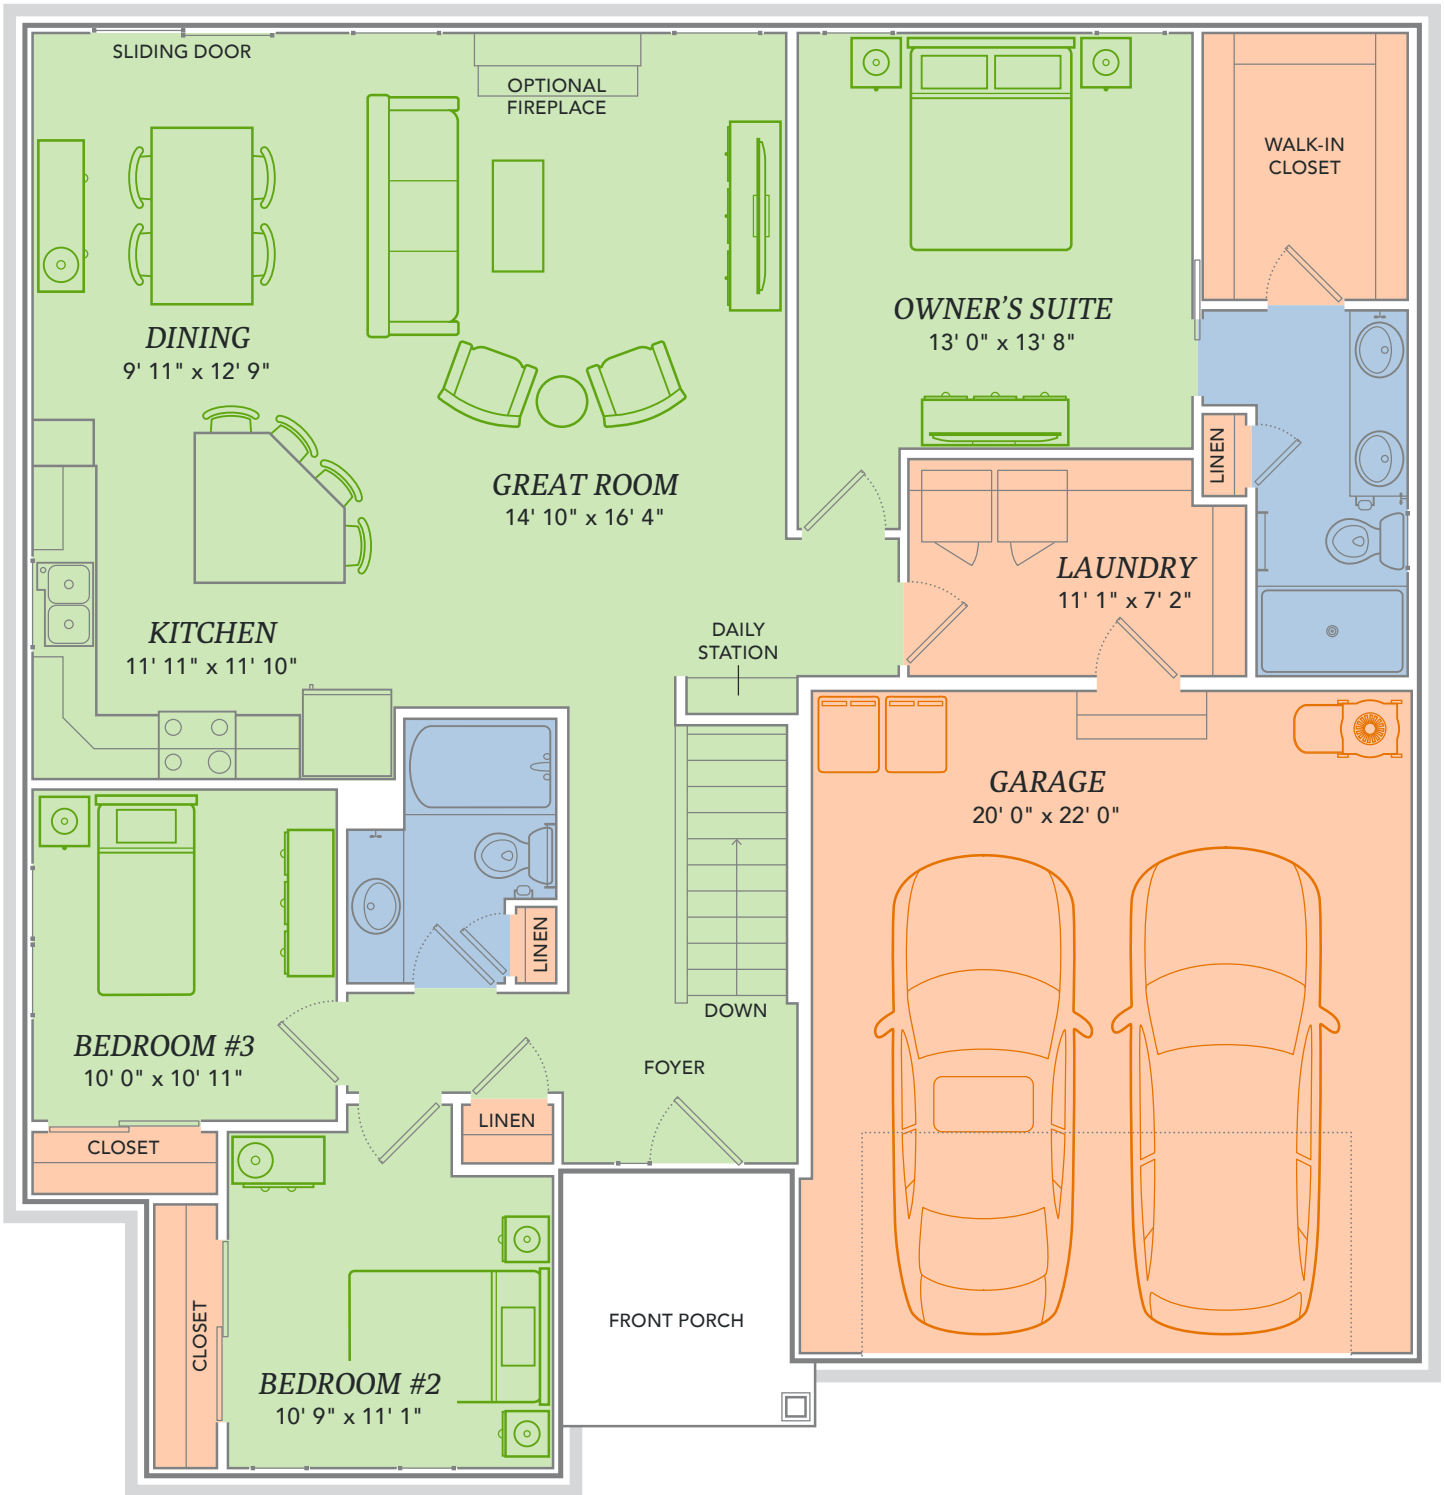 SLIDING DOOR
OPTIONAL
FIREPLACE
WALK-IN
CLOSET
DINING
9' 11" x 12' 9"
OWNER'S SUITE
13' 0" x 13' 8"
LINEN
GREAT ROOM
14' 10" x 16' 4"
LAUNDRY
11' 1" x 7' 2"
KITCHEN
11' 11" x 11' 10"
DAILY
STATION
GARAGE
20' 0" x 22' 0"
LINEN
DOWN
BEDROOM #3
10' 0" x 10' 11"
FOYER
LINEN
CLOSET
CLOSET
FRONT PORCH
BEDROOM #2
10' 9" x 11' 1"